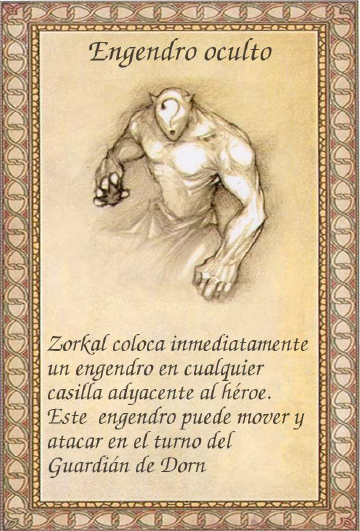 Engendro oculto
Zorkal coloca inmediatamente
un engendro en cualquier
casilla adyacente al héroe.
Este engendro puede mover y
atacar en el turno del
Guardián de Dorn